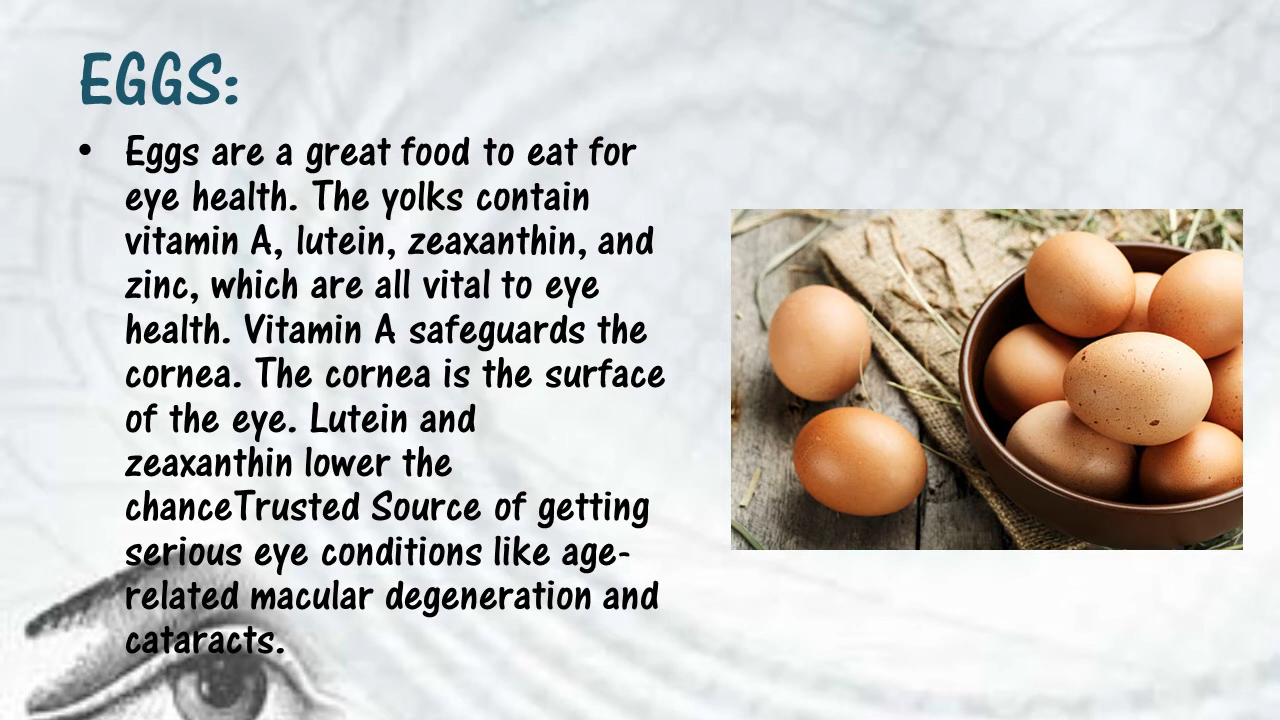 EGGS:
• Eggs are a great food to eat for
eye health. The yolks contain
vitamin A, lutein, zeaxanthin, and
zinc, which are all vital to eye
health. Vitamin A safeguards the
cornea. The cornea is the surface
of the eye. Lutein and
zeaxanthin lower the
chanceTrusted Source of getting
serious eye conditions like age-
related macular degeneration and
cataracts.